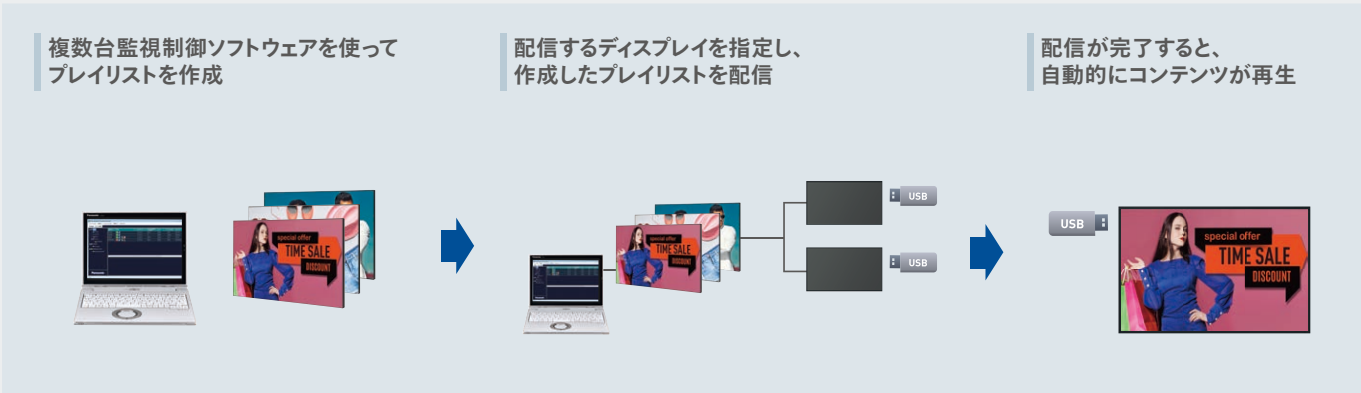 複数台監視制御ソフトウェアを使って
プレイリストを作成
配信するディスプレイを指定し、
作成したプレイリストを配信
配信が完了すると、
自動的にコンテンツが再生
special offer
TIME SALE
DISCOUNT
special offer
TIME SALE
DISCOUNT
USB
USB
USB
special offer
TIME SALE
DISCOUNT